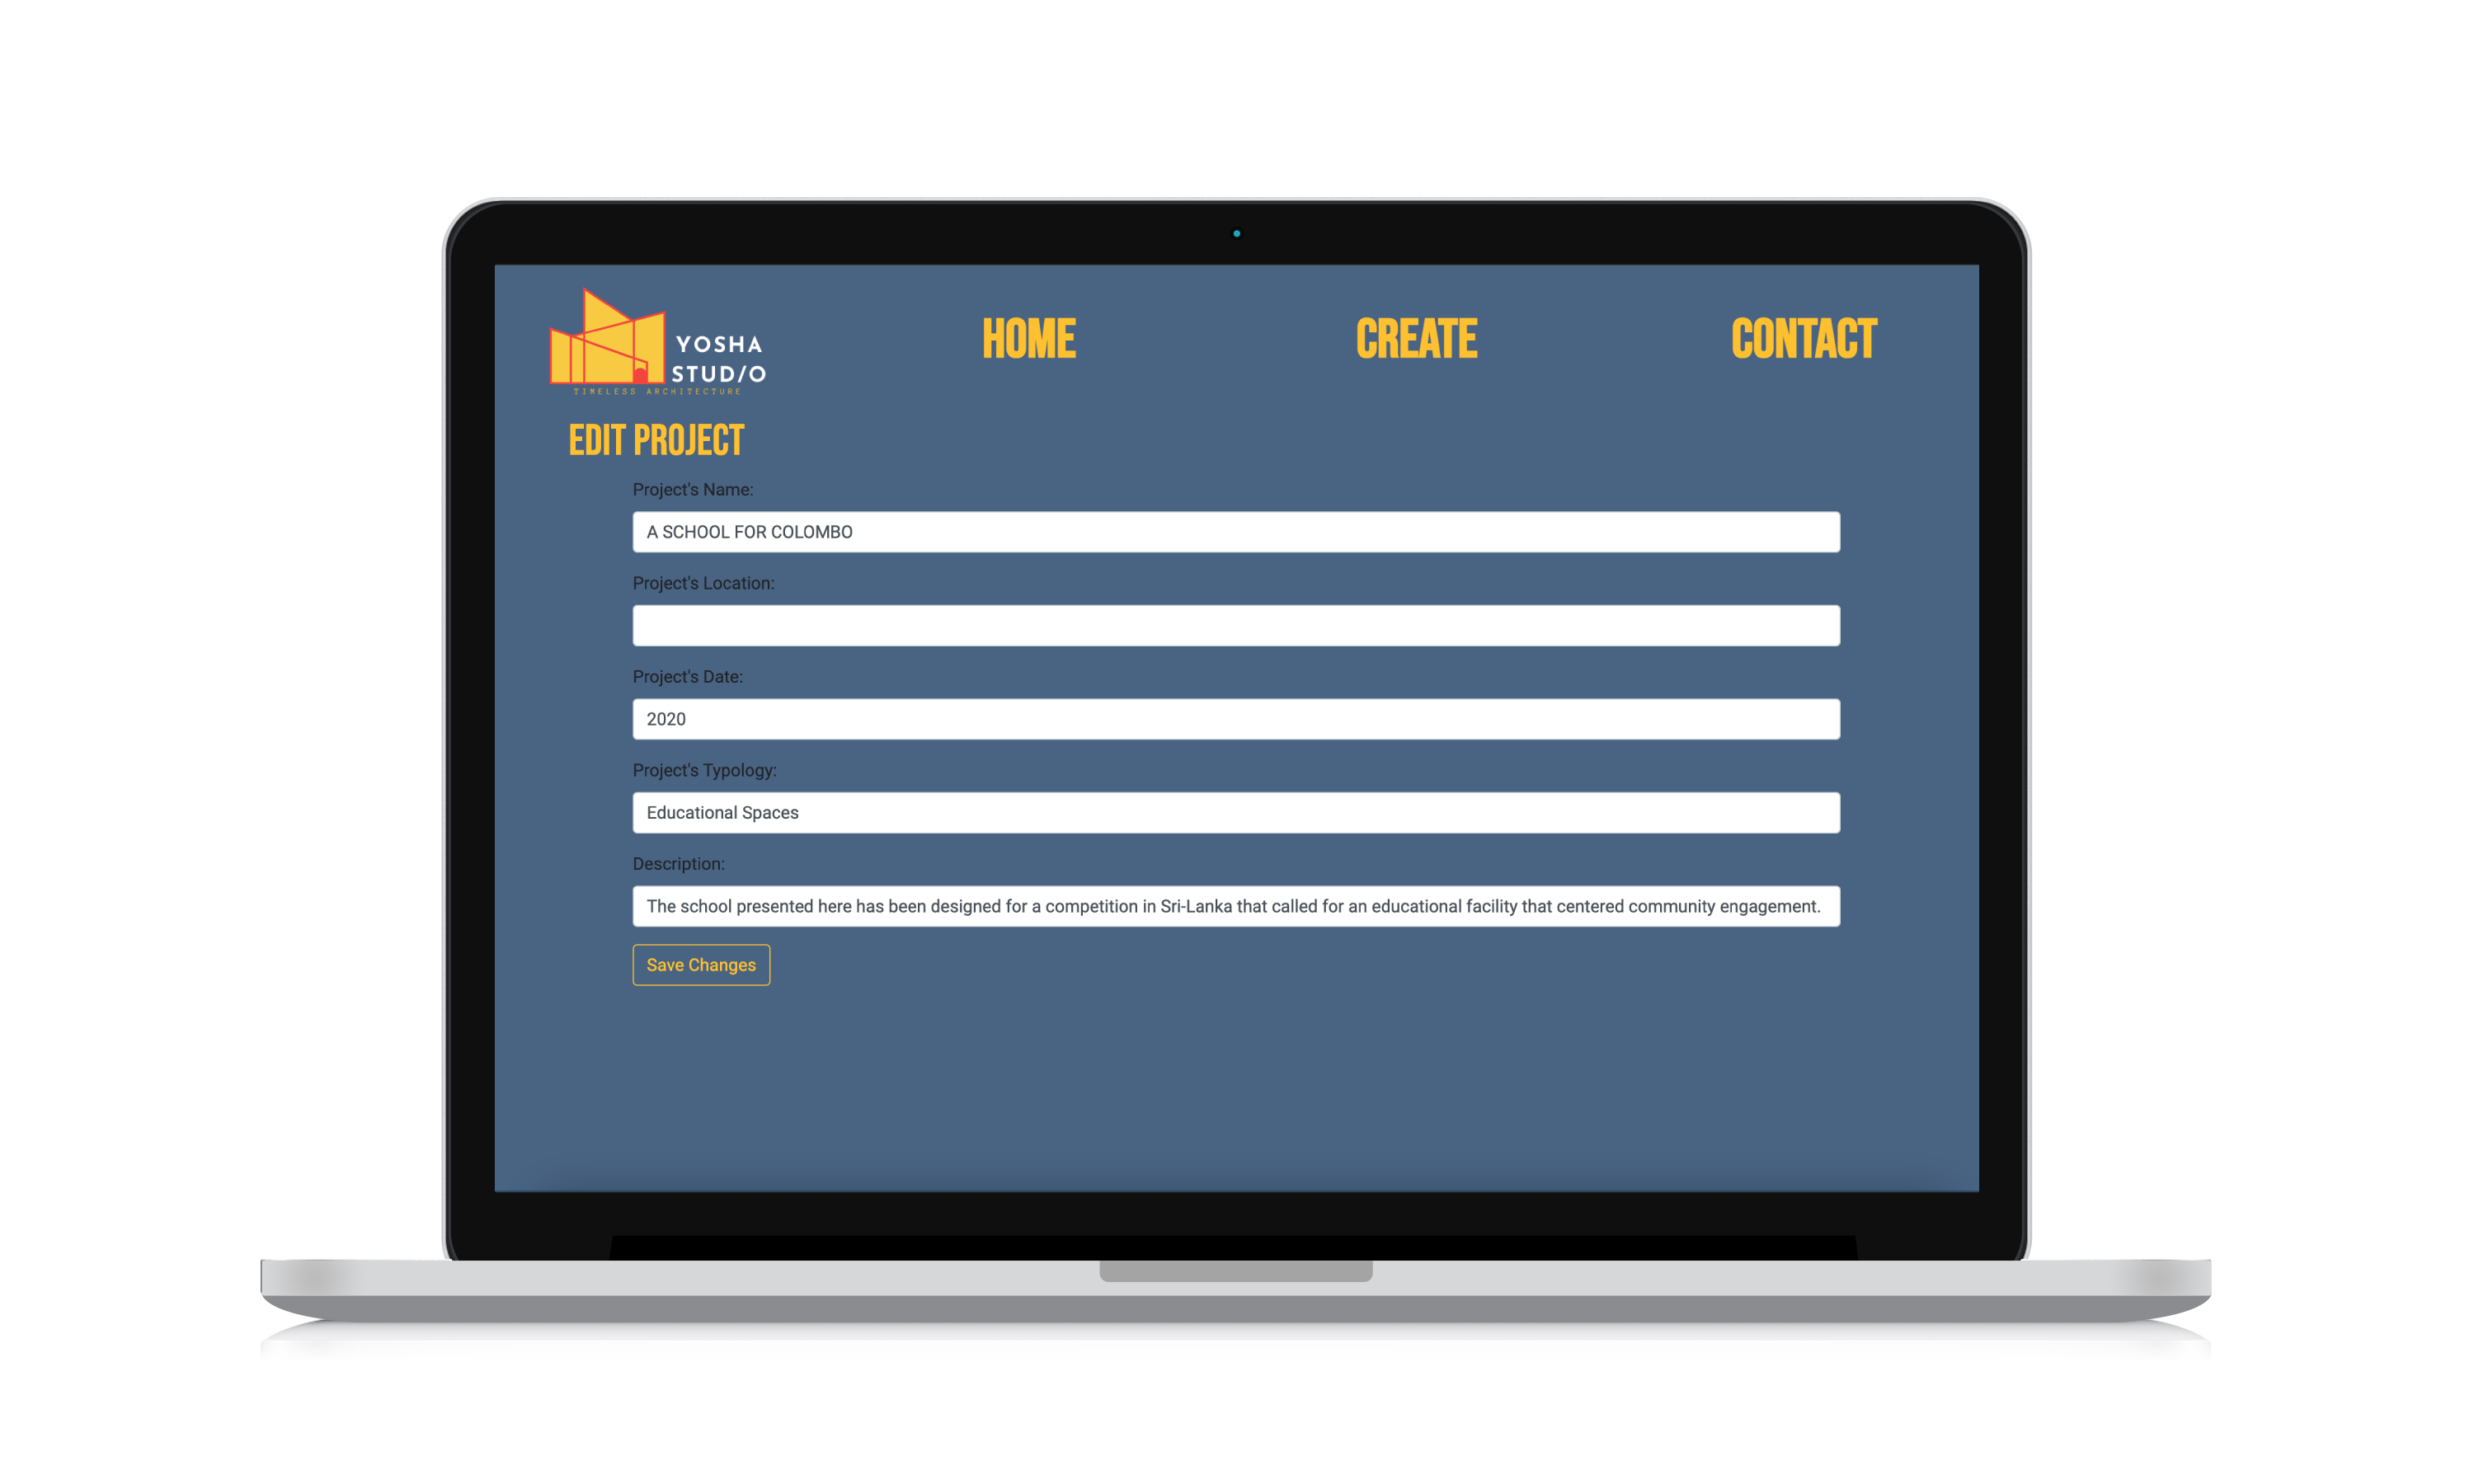 YOSHA
STUD/O
TIMELESS ARCHITECTURE
HOME
CREATE
CONTACT
EDIT PROJECT
Project's Name:
A SCHOOL FOR COLOMBO
Project's Location:
Project's Date:
2020
Project's Typology:
Educational Spaces
Description:
The school presented here has been designed for a competition in Sri-Lanka that called for an educational facility that centered community engagement.
Save Changes